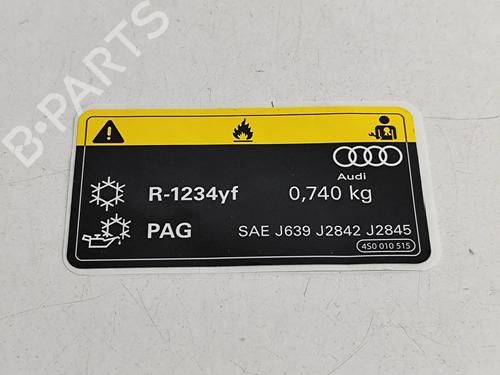 B-PARTS
Audi
R-1234yf 0,740 kg
PAG SAE J639 J2842 J2845
4S0 010 515